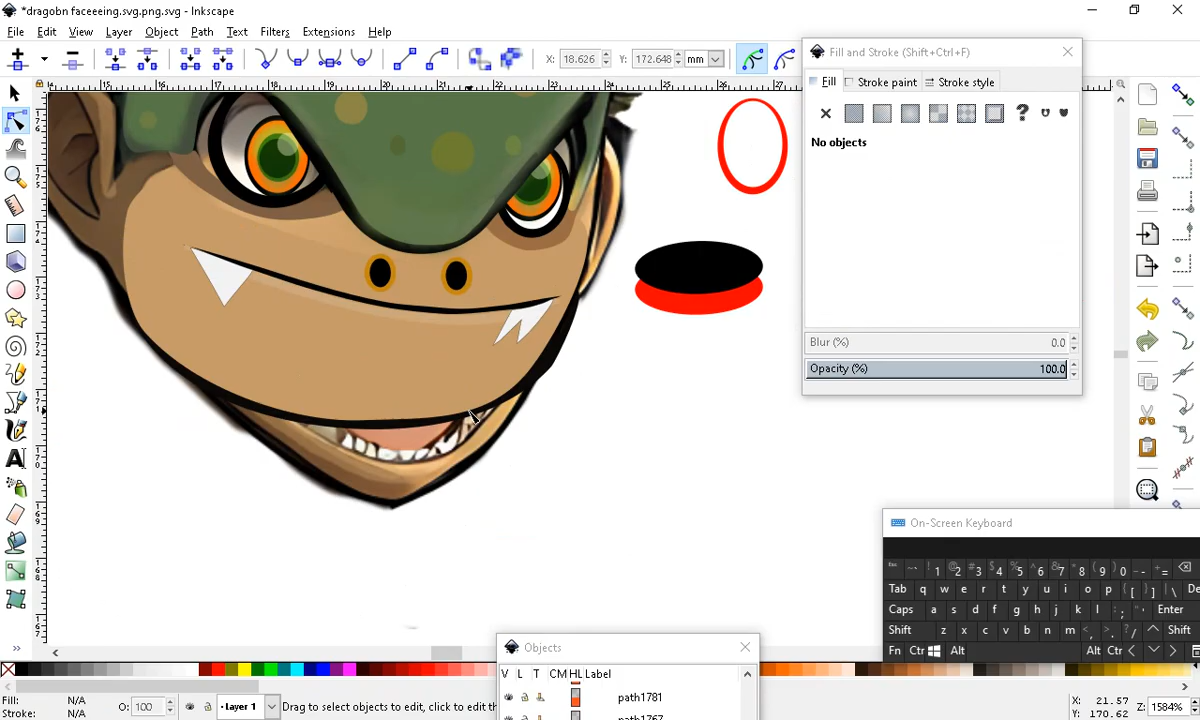 *dragobn faceeeing.svg.png.svg - Inkscape
File Edit View Layer Object Path Text Filters Extensions Help
X: 18.626 Y: 172.648 mm
Fill and Stroke (Shift+Ctrl+F)
Fill Stroke paint Stroke style
No objects
Blur (%) 0.0
Opacity (%) 100.0
On-Screen Keyboard
Tab q w e r t y u i o p
Caps a s d f g h j k l Enter
Shift z x c v b n m Shift
Fn Ctr Alt Alt Ctr
Objects
V L T CM HL Label
path1781
path1767
Fill: N/A
Stroke: N/A
O: 100
Layer 1
Drag to select objects to edit, click to edit th
X: 21.57
Y: 170.62
Z: 1584%